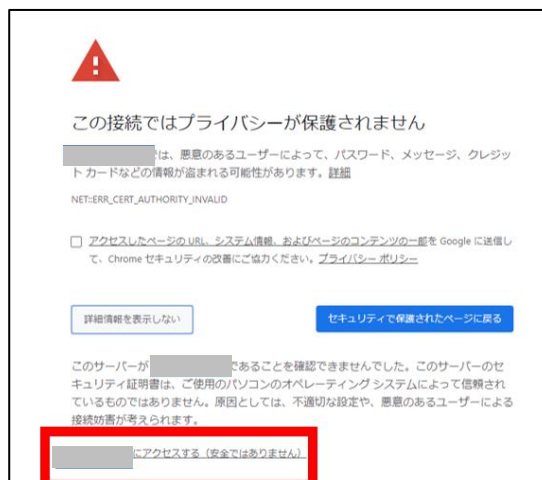 この接続ではプライバシーが保護されません
では、悪意のあるユーザーによって、パスワード、メッセージ、クレジッ
ト カードなどの情報が盗まれる可能性があります。詳細
NET::ERR_CERT_AUTHORITY_INVALID
アクセスしたページの URL、システム情報、およびページのコンテンツの一部を Google に送信し
て、Chrome セキュリティの改善にご協力ください。プライバシー ポリシー
詳細情報を表示しない
セキュリティで保護されたページに戻る
このサーバーが であることを確認できませんでした。このサーバーのセ
キュリティ証明書は、ご使用のパソコンのオペレーティング システムによって信頼され
ているものではありません。原因としては、不適切な設定や、悪意のあるユーザーによる
接続妨害が考えられます。
にアクセスする（安全ではありません）